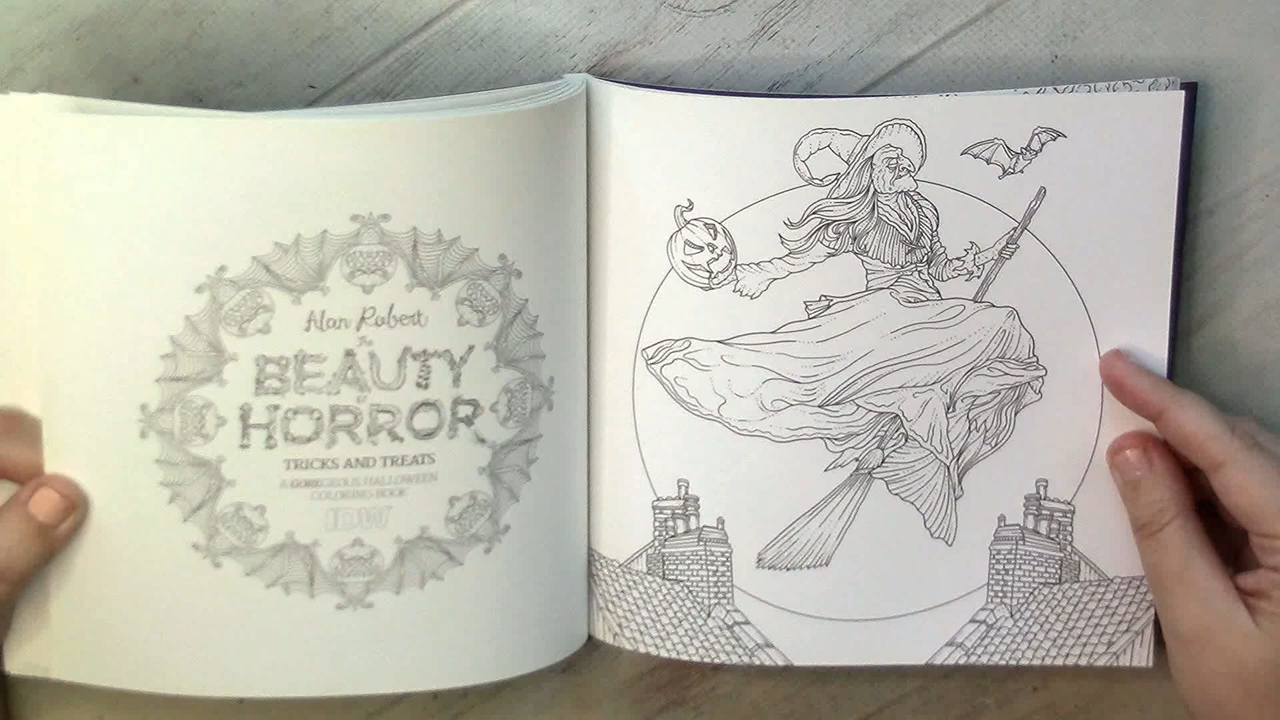 Alan Robert
The
BEAUTY
of
HORROR
TRICKS AND TREATS
A GOREGEOUS HALLOWEEN
COLORING BOOK
IDW